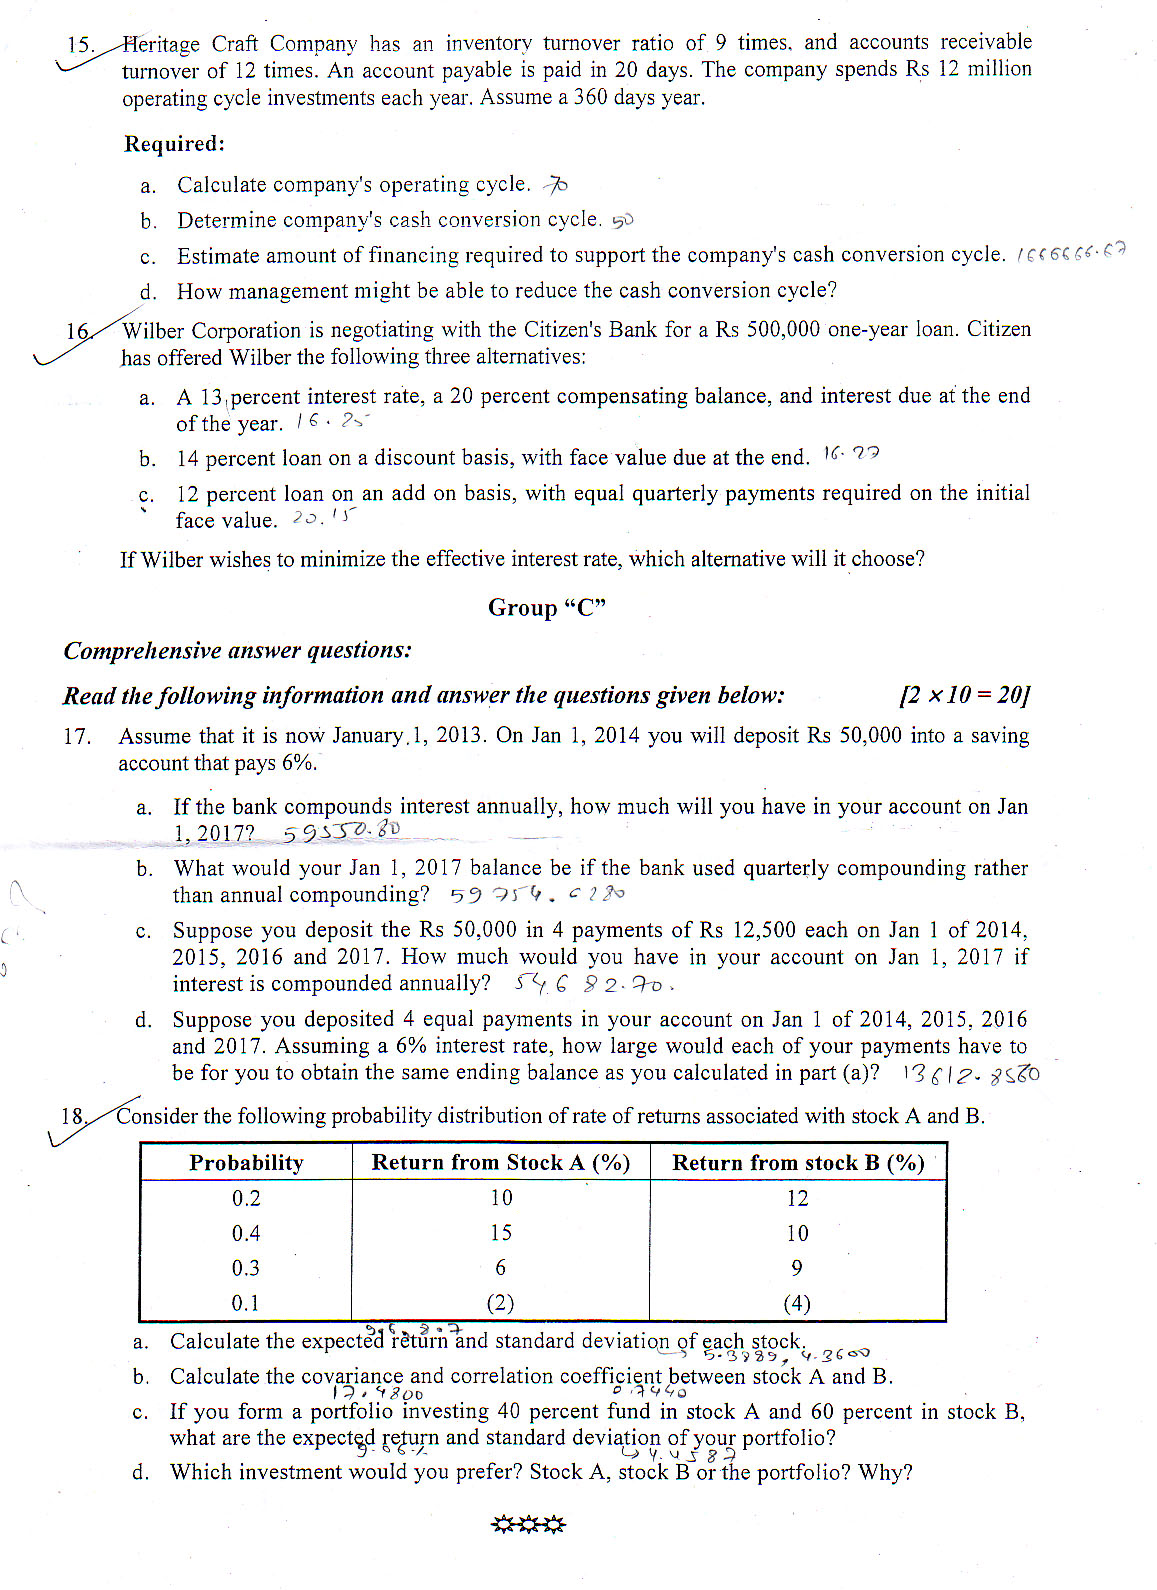 15. Heritage Craft Company has an inventory turnover ratio of 9 times. and accounts receivable
turnover of 12 times. An account payable is paid in 20 days. The company spends Rs 12 million
operating cycle investments each year. Assume a 360 days year.
Required:
a. Calculate company's operating cycle. 70
b. Determine company's cash conversion cycle. 50
c. Estimate amount of financing required to support the company's cash conversion cycle. 1666666.67
d. How management might be able to reduce the cash conversion cycle?
16. Wilber Corporation is negotiating with the Citizen's Bank for a Rs 500,000 one-year loan. Citizen
has offered Wilber the following three alternatives:
a. A 13 percent interest rate, a 20 percent compensating balance, and interest due at the end
of the year. 16.25
b. 14 percent loan on a discount basis, with face value due at the end. 16.27
c. 12 percent loan on an add on basis, with equal quarterly payments required on the initial
face value. 20.15
If Wilber wishes to minimize the effective interest rate, which alternative will it choose?
Group “C”
Comprehensive answer questions:
Read the following information and answer the questions given below: [2 × 10 = 20]
17. Assume that it is now January 1, 2013. On Jan 1, 2014 you will deposit Rs 50,000 into a saving
account that pays 6%.
a. If the bank compounds interest annually, how much will you have in your account on Jan
1, 2017? 59550.80
b. What would your Jan 1, 2017 balance be if the bank used quarterly compounding rather
than annual compounding?
c. Suppose you deposit the Rs 50,000 in 4 payments of Rs 12,500 each on Jan 1 of 2014,
2015, 2016 and 2017. How much would you have in your account on Jan 1, 2017 if
interest is compounded annually? 54682.70.
d. Suppose you deposited 4 equal payments in your account on Jan 1 of 2014, 2015, 2016
and 2017. Assuming a 6% interest rate, how large would each of your payments have to
be for you to obtain the same ending balance as you calculated in part (a)?
18. Consider the following probability distribution of rate of returns associated with stock A and B.
Probability Return from Stock A (%) Return from stock B (%)
0.2 10 12
0.4 15 10
0.3 6 9
0.1 (2) (4)
a. Calculate the expected return and standard deviation of each stock.
b. Calculate the covariance and correlation coefficient between stock A and B.
17.4800 0.7440
c. If you form a portfolio investing 40 percent fund in stock A and 60 percent in stock B,
what are the expected return and standard deviation of your portfolio?
d. Which investment would you prefer? Stock A, stock B or the portfolio? Why?